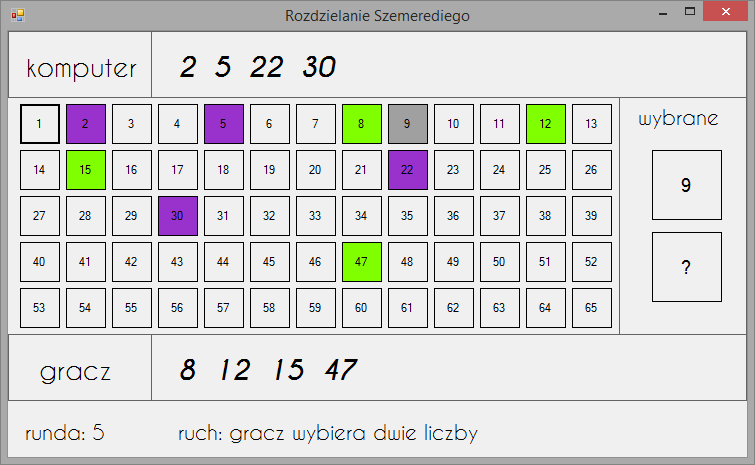 Rozdzielanie Szemerediego
komputer 2 5 22 30
1 2 3 4 5 6 7 8 9 10 11 12 13
wybrane
14 15 16 17 18 19 20 21 22 23 24 25 26
9
27 28 29 30 31 32 33 34 35 36 37 38 39
40 41 42 43 44 45 46 47 48 49 50 51 52
?
53 54 55 56 57 58 59 60 61 62 63 64 65
gracz 8 12 15 47
runda: 5 ruch: gracz wybiera dwie liczby